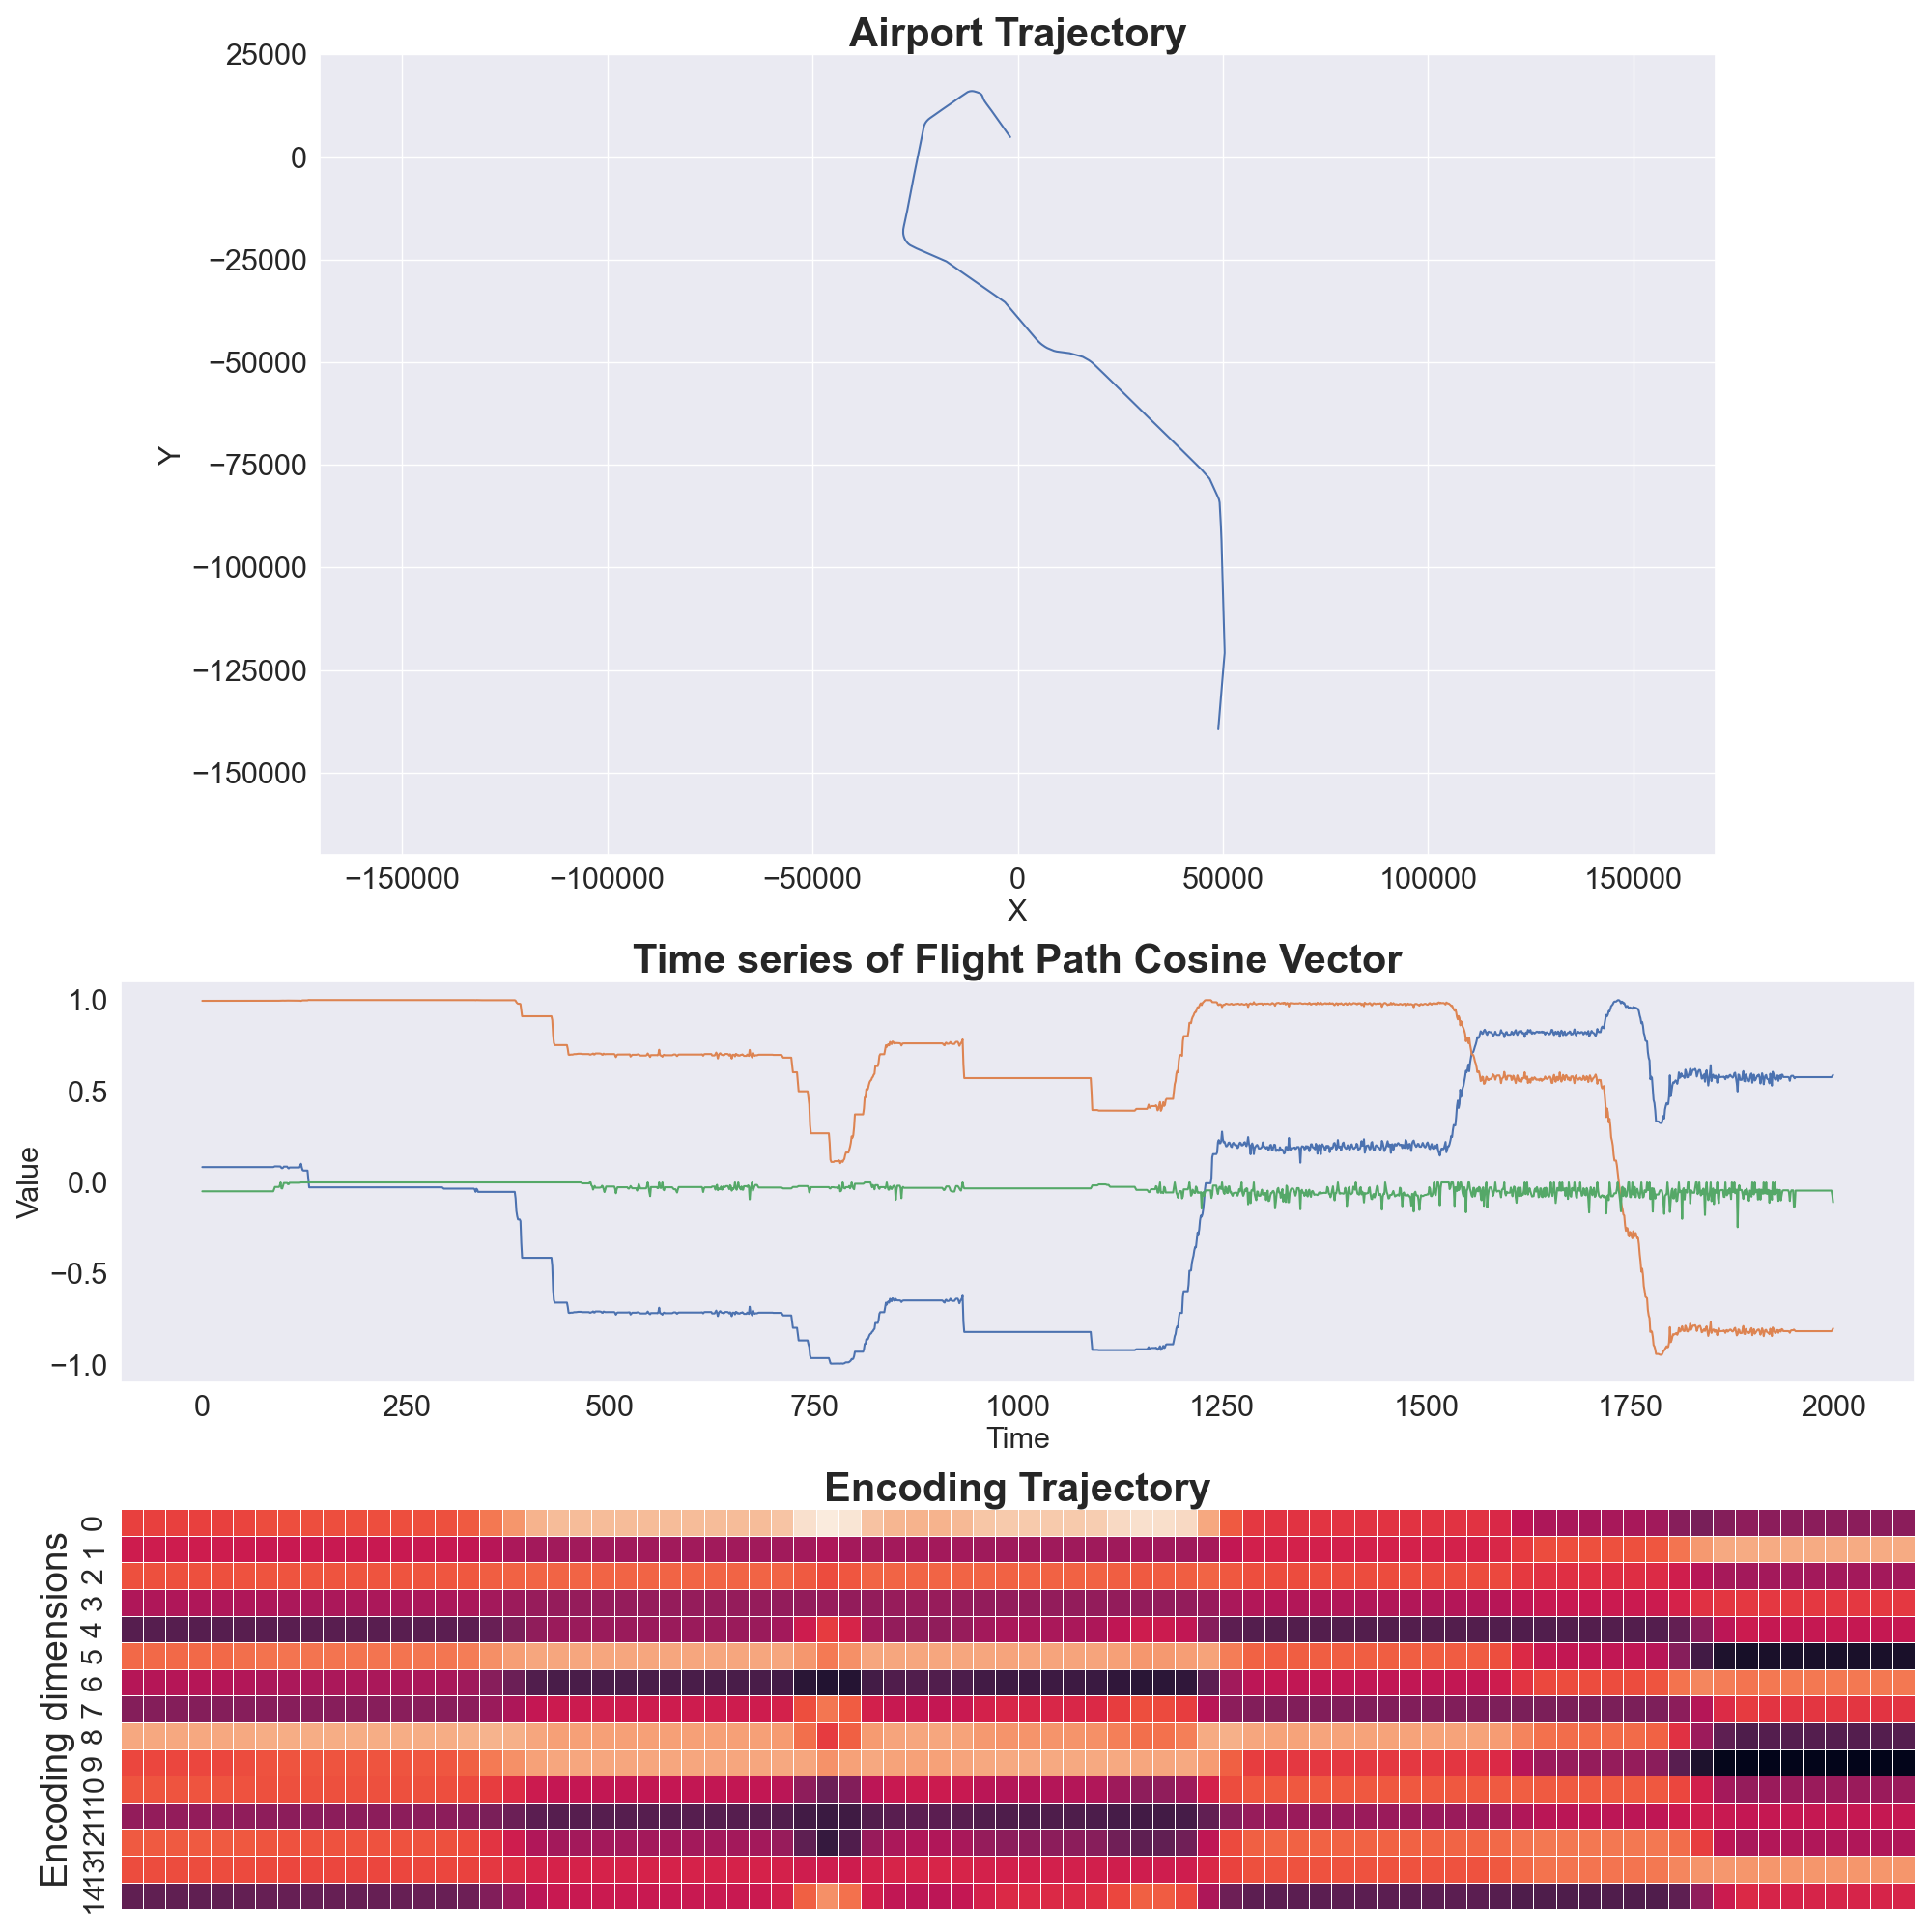 Airport Trajectory
25000
0
−25000
−50000
−75000
−100000
−125000
−150000
Y
−150000 −100000 −50000 0 50000 100000 150000
X
Time series of Flight Path Cosine Vector
1.0
0.5
0.0
−0.5
−1.0
Value
0 250 500 750 1000 1250 1500 1750 2000
Time
Encoding Trajectory
Encoding dimensions
0
1
2
3
4
5
6
7
8
9
10
11
12
13
14